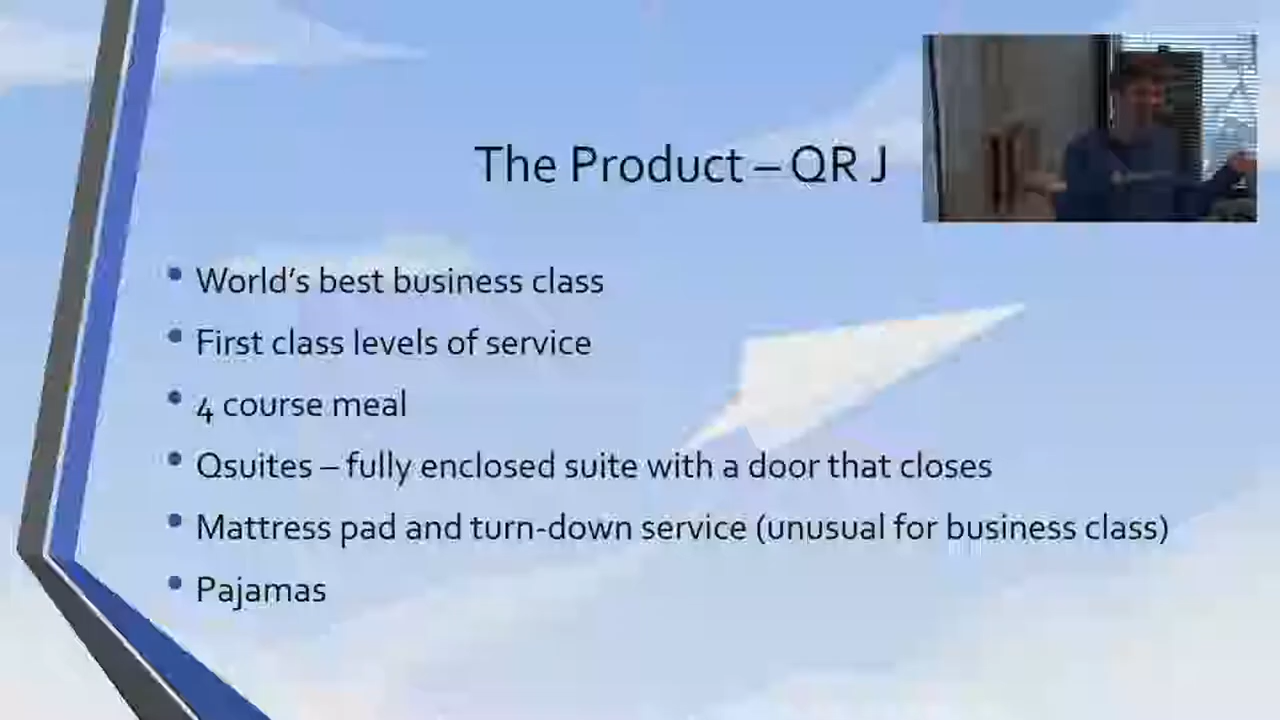 The Product – QR J
World’s best business class
First class levels of service
4 course meal
Qsuites – fully enclosed suite with a door that closes
Mattress pad and turn-down service (unusual for business class)
Pajamas